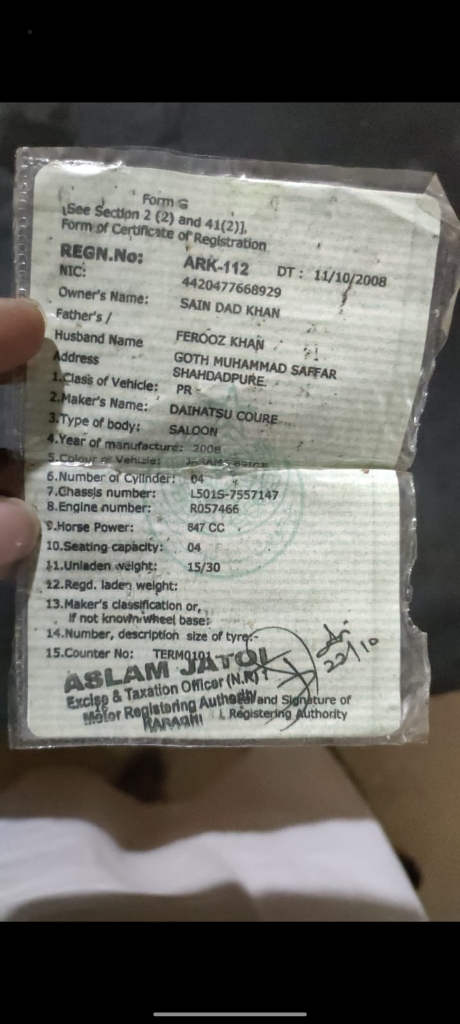 Form G
[See Section 2 (2) and 41(2)].
Form of Certificate of Registration
REGN.No: ARK-112 DT : 11/10/2008
NIC: 4420477668929
Owner's Name: SAIN DAD KHAN
Father's /
Husband Name FEROOZ KHAN
Address GOTH MUHAMMAD SAFFAR
SHAHDADPURE.
1.Class of Vehicle: PR -
2.Maker's Name: DAIHATSU COURE
3.Type of body: SALOON
4.Year of manufacture: 2008
5.Colour of Vehicle:
6.Number of Cylinder: 04
7.Chassis number: L501S-7557147
8.Engine number: R057466
9.Horse Power: 847 CC
10.Seating capacity: 04
11.Unladen weight: 15/30
12.Regd. laden weight:
13.Maker's classification or,
if not known wheel base:
14.Number, description size of tyre:-
15.Counter No: TERM0101
22/10
ASLAM JATOI
Excise & Taxation Officer (N.R)
Motor Registering Authority
KARACHI
and Signature of
Registering Authority